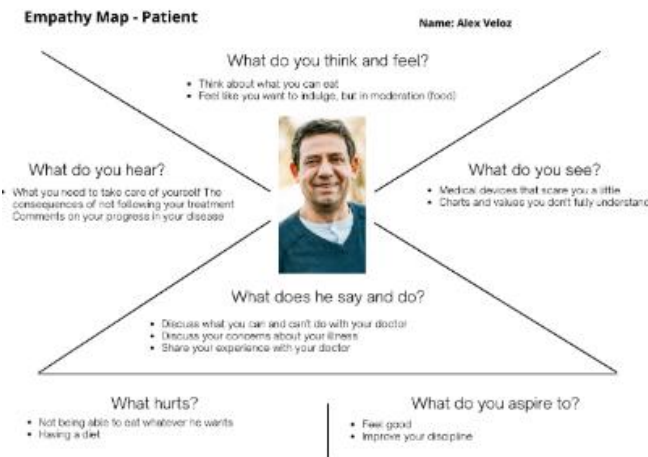 Empathy Map - Patient
Name: Alex Veloz
What do you think and feel?
• Think about what you can eat
• Feel like you want to indulge, but in moderation (food)
What do you hear?
• What you need to take care of yourself The
consequences of not following your treatment
Comments on your progress in your disease
What do you see?
• Medical devices that scare you a little
• Charts and values you don't fully understand
What does he say and do?
• Discuss what you can and can't do with your doctor
• Discuss your concerns about your illness
• Share your experience with your doctor
What hurts?
• Not being able to eat whatever he wants
• Having a diet
What do you aspire to?
• Feel good
• Improve your discipline